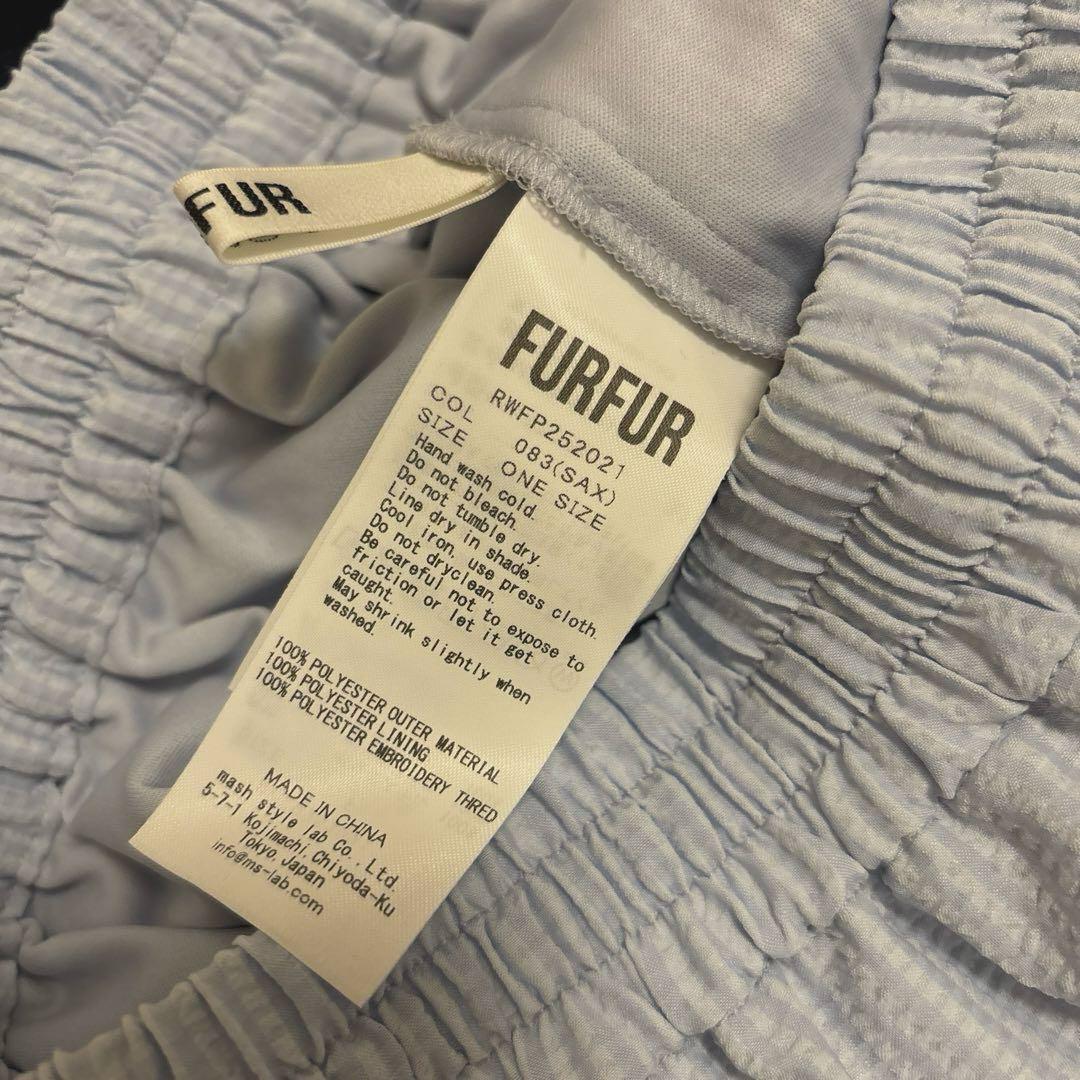 FUR
FURFUR
RWFP252021
COL 083(SAX)
SIZE ONE SIZE
Hand wash cold.
Do not bleach.
Do not tumble dry.
Line dry in shade.
Cool iron, use press cloth.
Do not dryclean.
Be careful not to expose to
friction or let it get
caught.
May shrink slightly when
washed.
100% POLYESTER OUTER MATERIAL
100% POLYESTER LINING
100% POLYESTER EMBROIDERY THRED
MADE IN CHINA
mash style lab Co., Ltd.
5-7-1 Kojimachi, Chiyoda-Ku
Tokyo, Japan
info@ms-lab.com